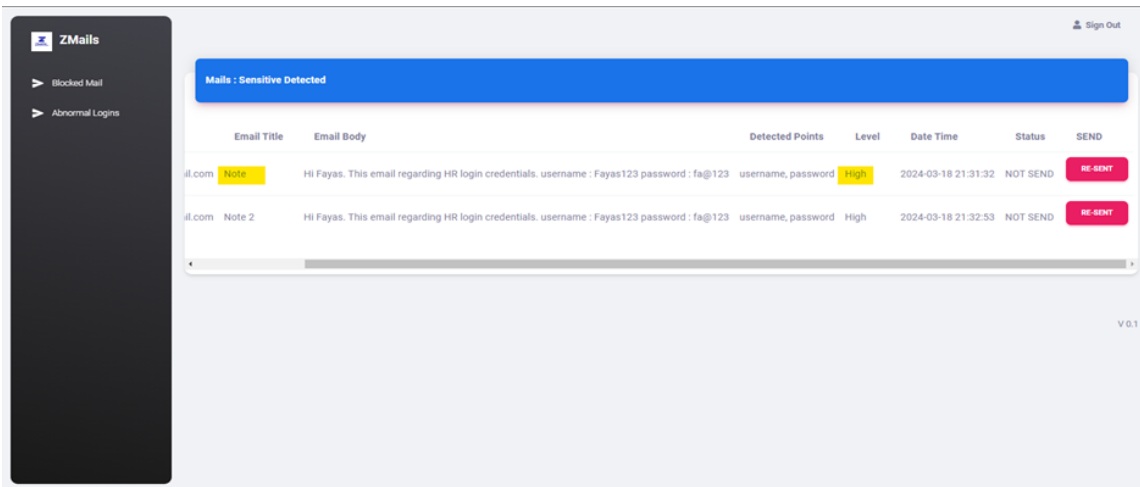 Sign Out
ZMails
Blocked Mail
Abnormal Logins
Mails : Sensitive Detected
Email Title Email Body Detected Points Level Date Time Status SEND
il.com Note Hi Fayas. This email regarding HR login credentials. username : Fayas123 password : fa@123 username, password High 2024-03-18 21:31:32 NOT SEND RE-SENT
il.com Note 2 Hi Fayas. This email regarding HR login credentials. username : Fayas123 password : fa@123 username, password High 2024-03-18 21:32:53 NOT SEND RE-SENT
V 0.1